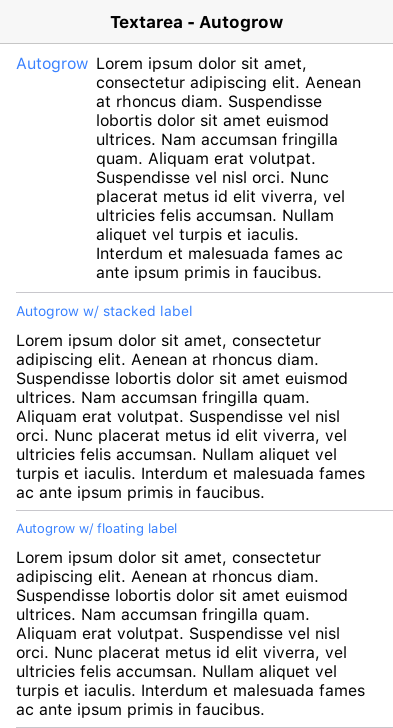 Textarea - Autogrow
Autogrow Lorem ipsum dolor sit amet,
consectetur adipiscing elit. Aenean
at rhoncus diam. Suspendisse
lobortis dolor sit amet euismod
ultrices. Nam accumsan fringilla
quam. Aliquam erat volutpat.
Suspendisse vel nisl orci. Nunc
placerat metus id elit viverra, vel
ultricies felis accumsan. Nullam
aliquet vel turpis et iaculis.
Interdum et malesuada fames ac
ante ipsum primis in faucibus.
Autogrow w/ stacked label
Lorem ipsum dolor sit amet, consectetur
adipiscing elit. Aenean at rhoncus diam.
Suspendisse lobortis dolor sit amet euismod
ultrices. Nam accumsan fringilla quam.
Aliquam erat volutpat. Suspendisse vel nisl
orci. Nunc placerat metus id elit viverra, vel
ultricies felis accumsan. Nullam aliquet vel
turpis et iaculis. Interdum et malesuada fames
ac ante ipsum primis in faucibus.
Autogrow w/ floating label
Lorem ipsum dolor sit amet, consectetur
adipiscing elit. Aenean at rhoncus diam.
Suspendisse lobortis dolor sit amet euismod
ultrices. Nam accumsan fringilla quam.
Aliquam erat volutpat. Suspendisse vel nisl
orci. Nunc placerat metus id elit viverra, vel
ultricies felis accumsan. Nullam aliquet vel
turpis et iaculis. Interdum et malesuada fames
ac ante ipsum primis in faucibus.